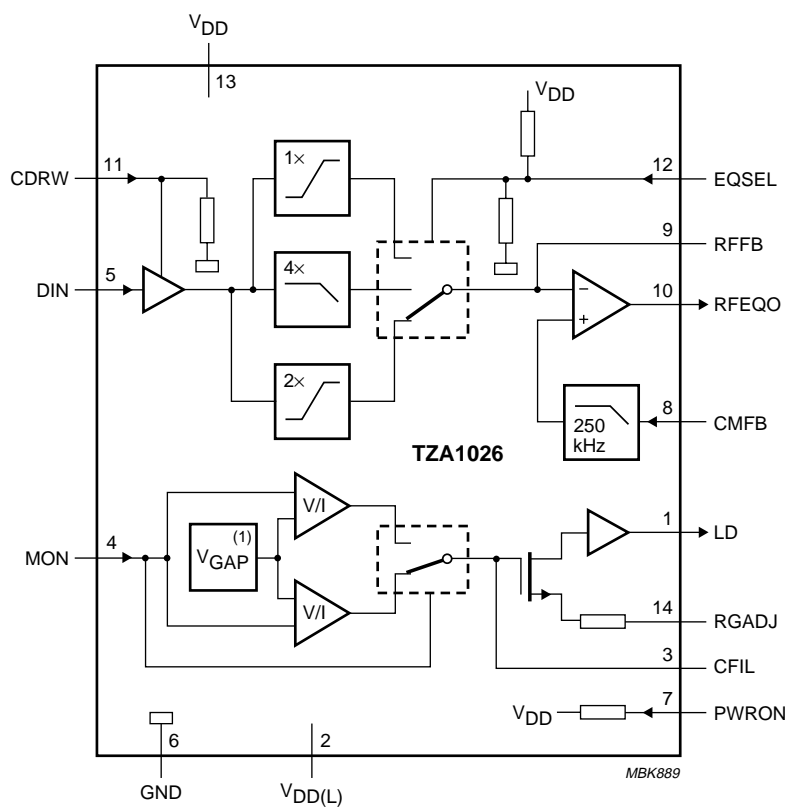 VDD
13
VDD
11
CDRW
1×
12
EQSEL
9
RFFB
5
DIN
4×
−
+
10
RFEQO
2×
250
kHz
8
CMFB
TZA1026
V/I
4
MON
VGAP
(1)
V/I
1
LD
14
RGADJ
3
CFIL
VDD
7
PWRON
6
GND
2
VDD(L)
MBK889